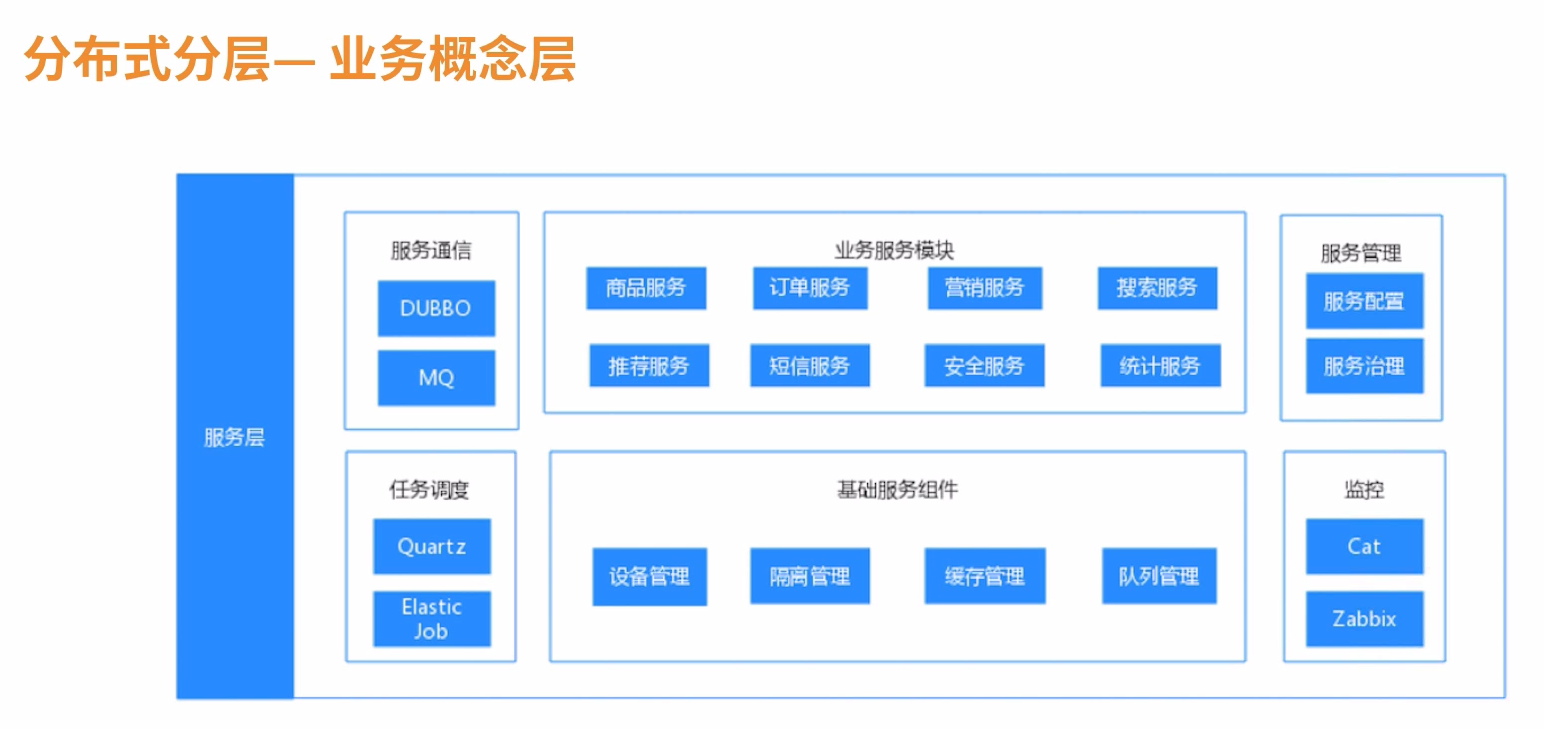 分布式分层— 业务概念层
服务层
服务通信
DUBBO
MQ
业务服务模块
商品服务
订单服务
营销服务
搜索服务
推荐服务
短信服务
安全服务
统计服务
服务管理
服务配置
服务治理
任务调度
Quartz
Elastic
Job
基础服务组件
设备管理
隔离管理
缓存管理
队列管理
监控
Cat
Zabbix